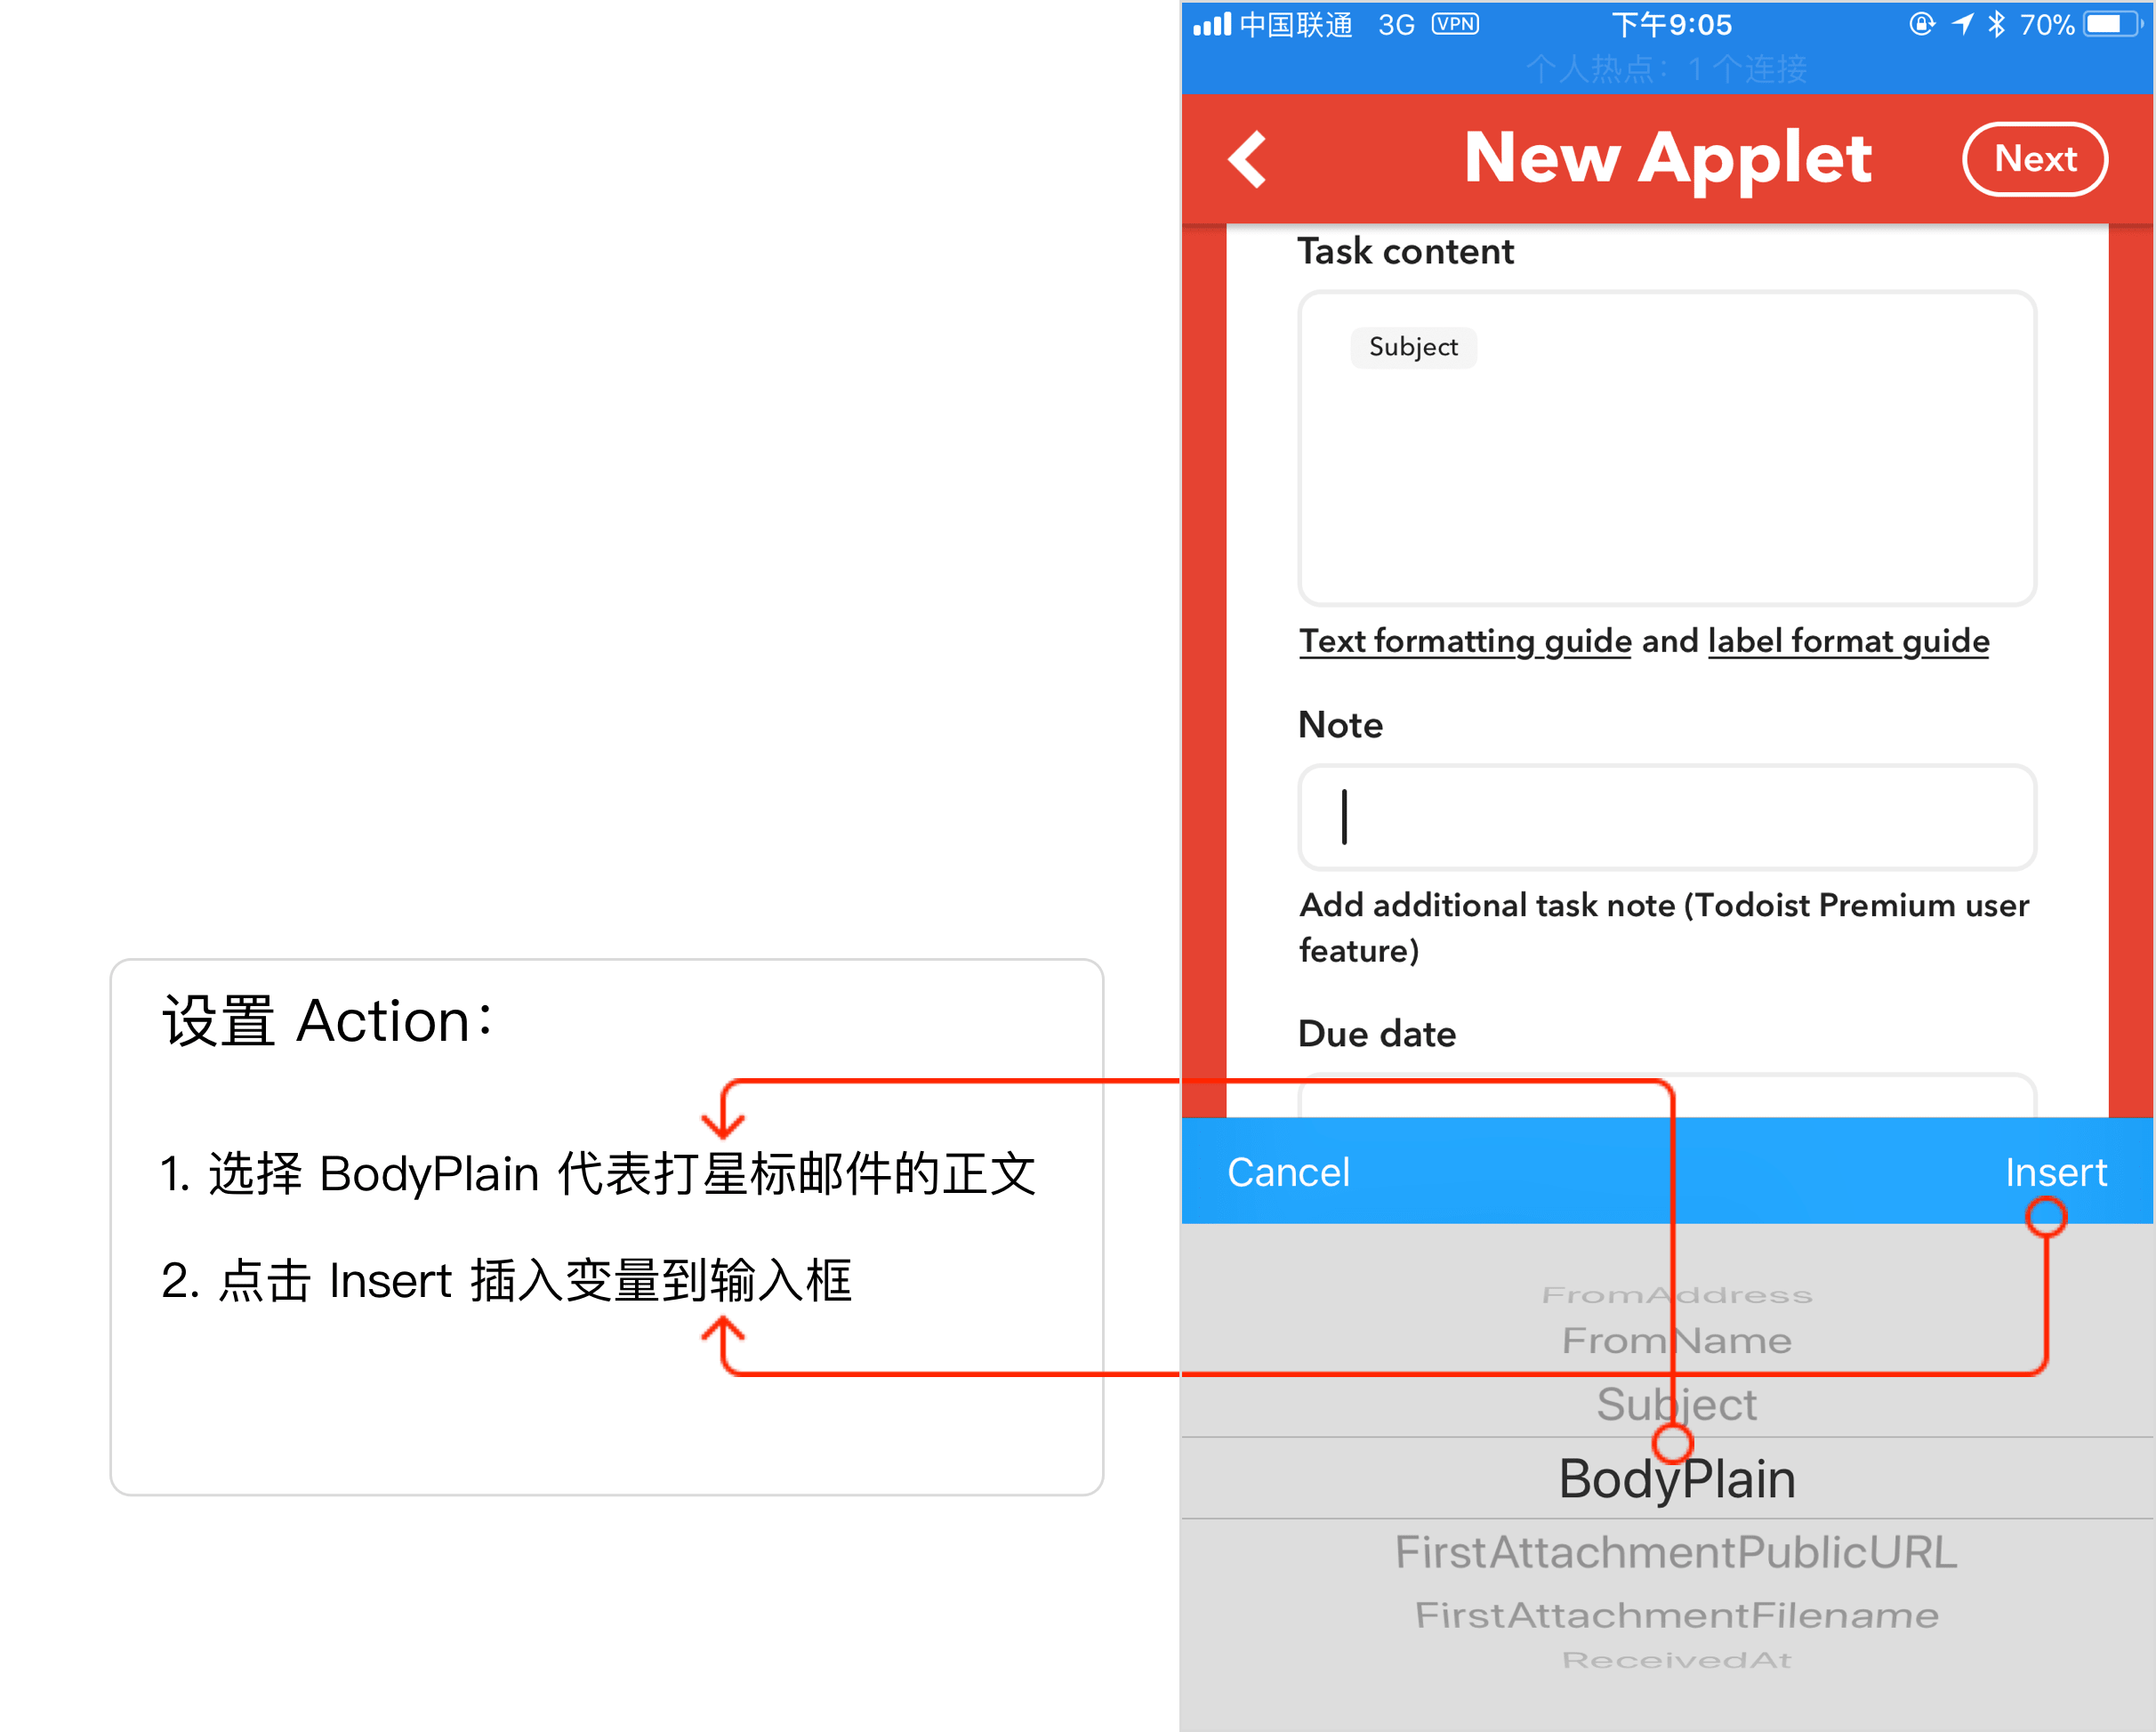 中国联通 3G VPN 下午9:05 70%
个人热点：1 个连接
New Applet
Next
Task content
Subject
Text formatting guide and label format guide
Note
Add additional task note (Todoist Premium user
feature)
Due date
设置 Action：
1. 选择 BodyPlain 代表打星标邮件的正文
2. 点击 Insert 插入变量到输入框
Cancel
Insert
FromAddress
FromName
Subject
BodyPlain
FirstAttachmentPublicURL
FirstAttachmentFilename
ReceivedAt